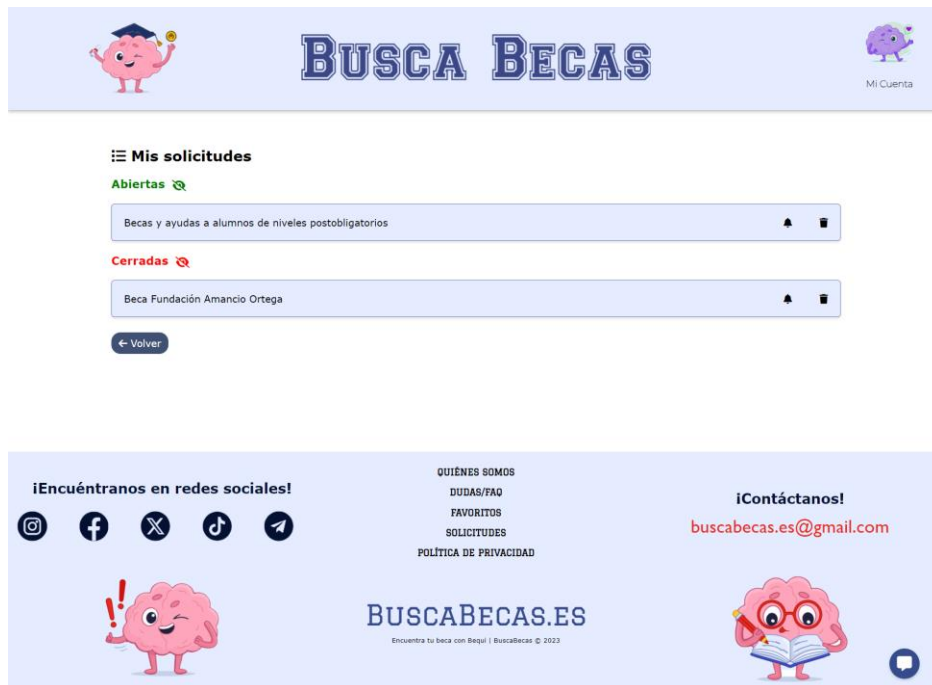 BUSCA BECAS
Mi Cuenta
Mis solicitudes
Abiertas
Becas y ayudas a alumnos de niveles postobligatorios
Cerradas
Beca Fundación Amancio Ortega
← Volver
¡Encuéntranos en redes sociales!
QUIÉNES SOMOS
DUDAS/FAQ
FAVORITOS
SOLICITUDES
POLÍTICA DE PRIVACIDAD
¡Contáctanos!
buscabecas.es@gmail.com
BUSCABECAS.ES
Encuentra tu beca con Bequi | BuscaBecas © 2023